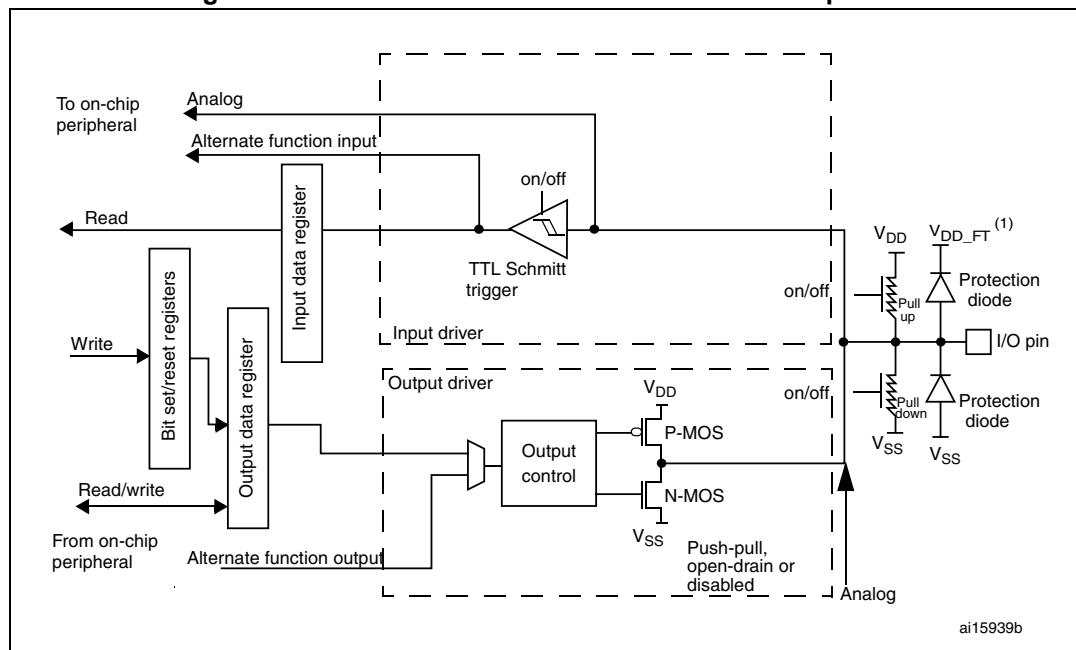 To on-chip
peripheral
Analog
Alternate function input
on/off
Read
Input data register
TTL Schmitt
trigger
Input driver
V_DD
V_DD_FT (1)
on/off
Pull
up
Protection
diode
I/O pin
Write
Bit set/reset registers
Output data register
Output driver
V_DD
on/off
Pull
down
Protection
diode
V_SS
V_SS
P-MOS
Output
control
N-MOS
V_SS
Read/write
From on-chip
peripheral
Alternate function output
Push-pull,
open-drain or
disabled
Analog
ai15939b